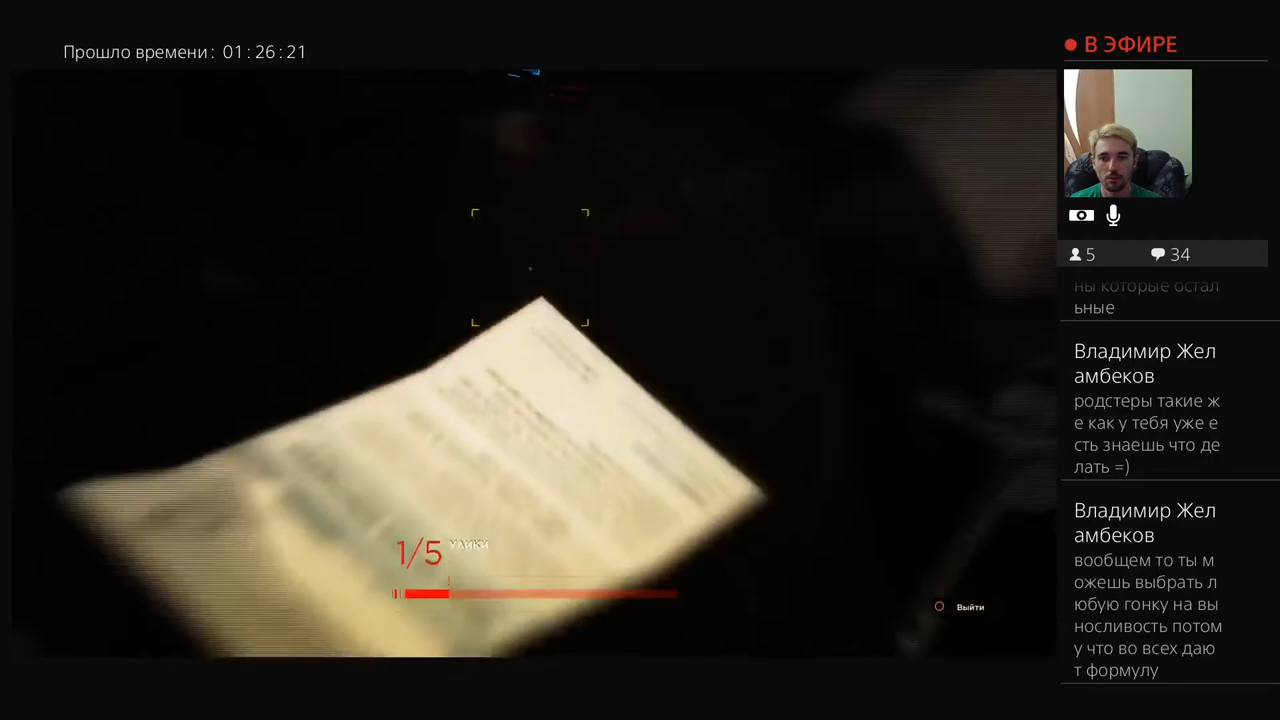 Прошло времени: 01:26:21
В ЭФИРЕ
5
34
ны которые остал
ьные
Владимир Жел
амбеков
родстеры такие ж
е как у тебя уже е
сть знаешь что де
лать =)
Владимир Жел
амбеков
вообщем то ты м
ожешь выбрать л
юбую гонку на вы
носливость потом
у что во всех даю
т формулу
1/5
УЛИКИ
Выйти